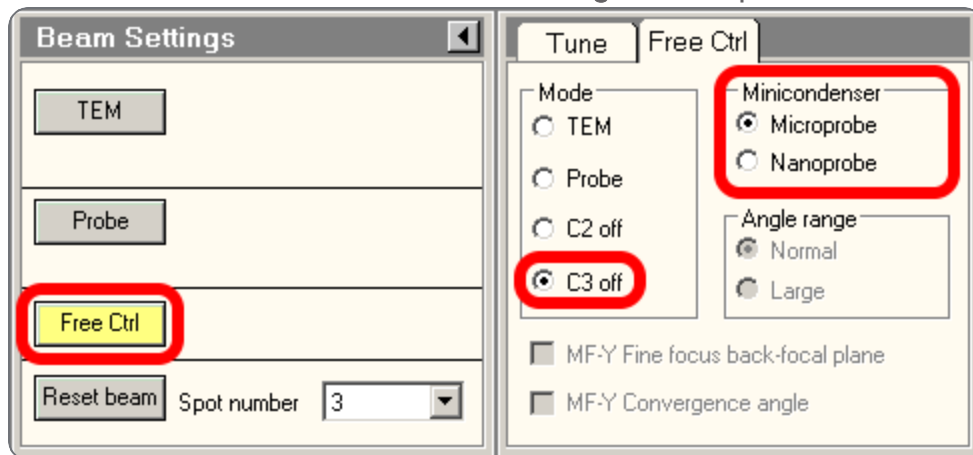 Beam Settings
TEM
Probe
Free Ctrl
Reset beam
Spot number
3
Tune
Free Ctrl
Mode
TEM
Probe
C2 off
C3 off
Minicondenser
Microprobe
Nanoprobe
Angle range
Normal
Large
MF-Y Fine focus back-focal plane
MF-Y Convergence angle